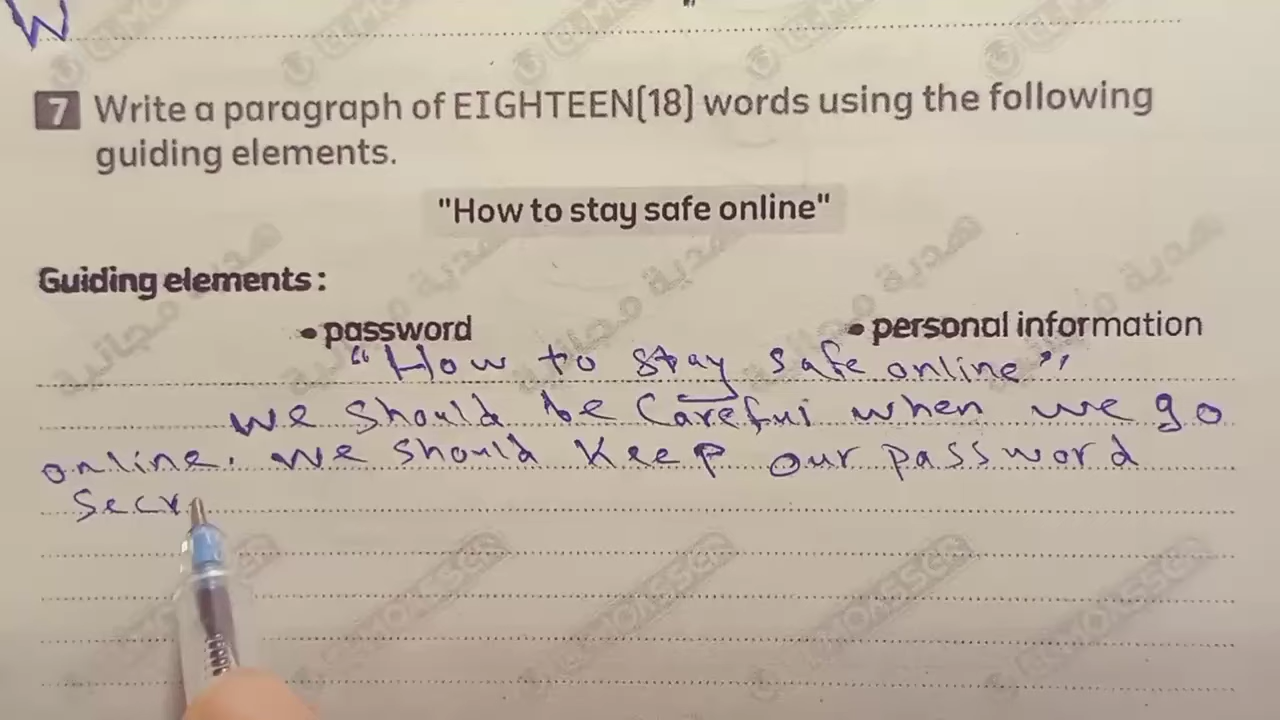 W
7 Write a paragraph of EIGHTEEN(18) words using the following
guiding elements.
"How to stay safe online"
Guiding elements:
• password • personal information
"How to stay safe online"
We should be Careful when we go
online. We should Keep our password
Secr